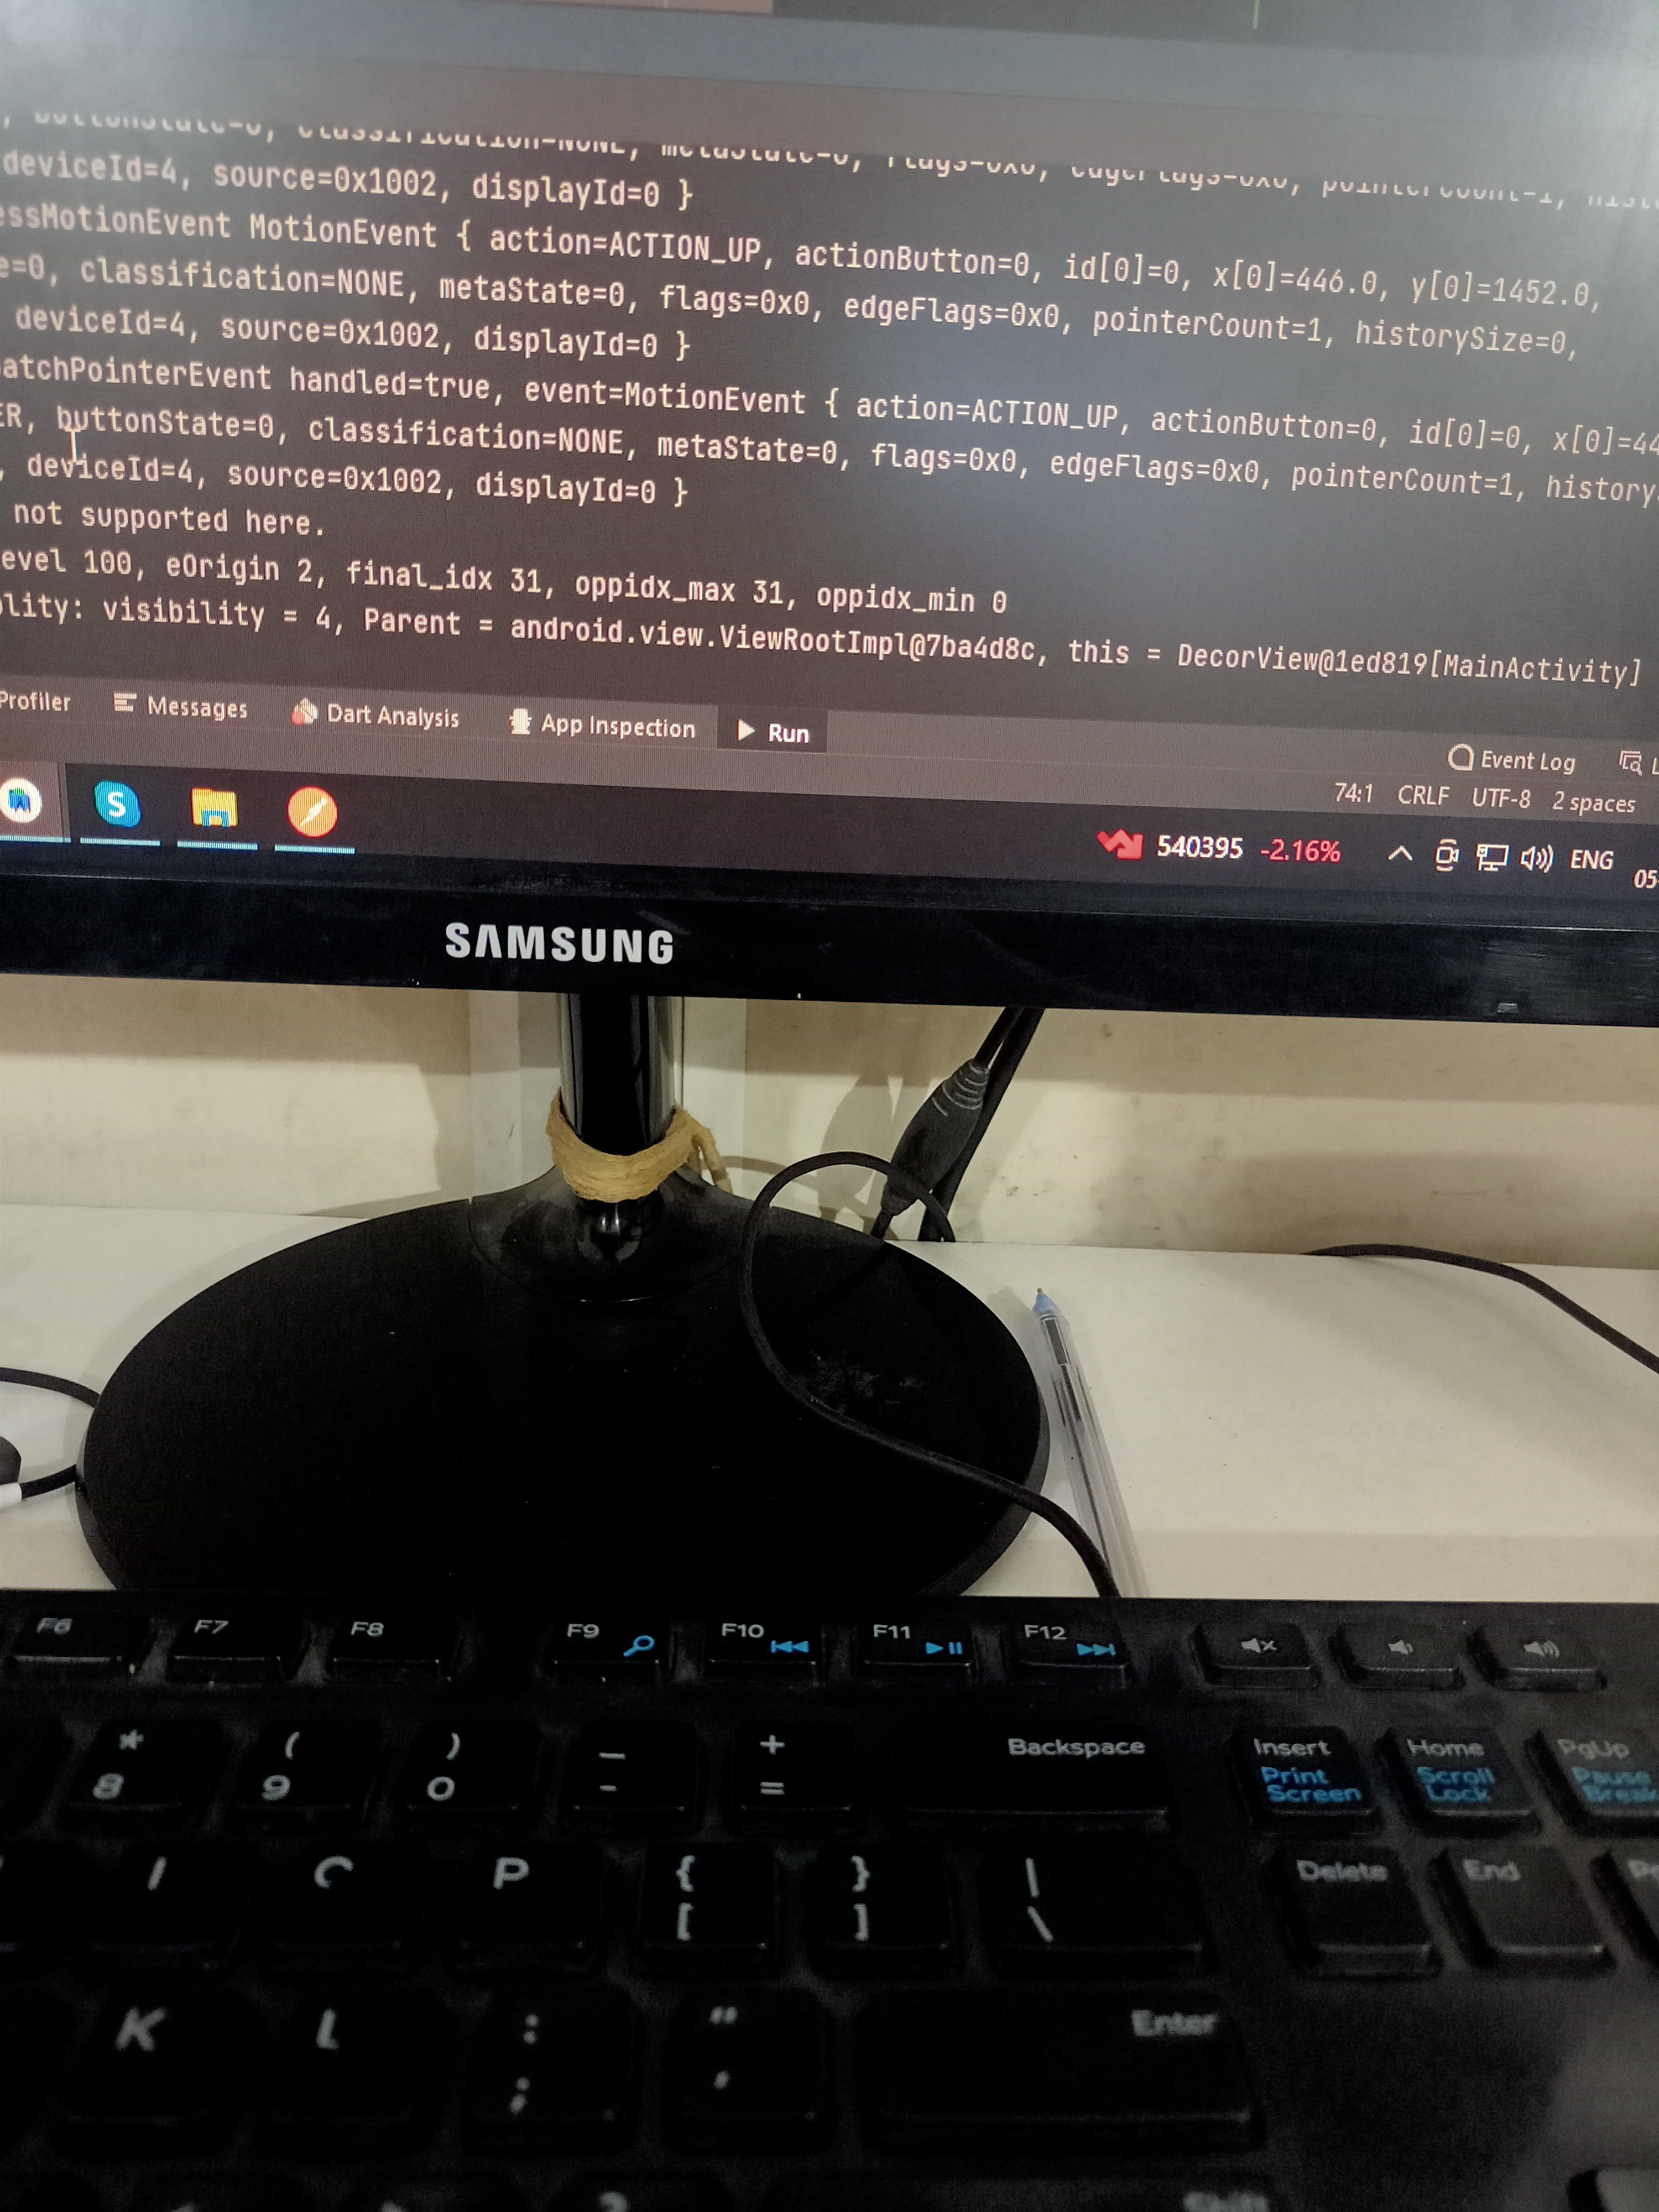 deviceId=4, source=0x1002, displayId=0 }
essMotionEvent MotionEvent { action=ACTION_UP, actionButton=0, id[0]=0, x[0]=446.0, y[0]=1452.0,
e=0, classification=NONE, metaState=0, flags=0x0, edgeFlags=0x0, pointerCount=1, historySize=0,
deviceId=4, source=0x1002, displayId=0 }
atchPointerEvent handled=true, event=MotionEvent { action=ACTION_UP, actionButton=0, id[0]=0, x[0]=44
ER, buttonState=0, classification=NONE, metaState=0, flags=0x0, edgeFlags=0x0, pointerCount=1, history
, deviceId=4, source=0x1002, displayId=0 }
not supported here.
evel 100, eOrigin 2, final_idx 31, oppidx_max 31, oppidx_min 0
lity: visibility = 4, Parent = android.view.ViewRootImpl@7ba4d8c, this = DecorView@1ed819[MainActivity]
Profiler Messages Dart Analysis App Inspection Run Event Log
74:1 CRLF UTF-8 2 spaces
S 540395 -2.16% ENG
05-
SAMSUNG
F6 F7 F8 F9 F10 F11 F12
* ( ) _ + Backspace Insert Home PgUp
8 9 0 - = Print Screen Scroll Lock Pause Break
I P { } | Delete End
[ ] \
K L : " Enter
; '
Shift